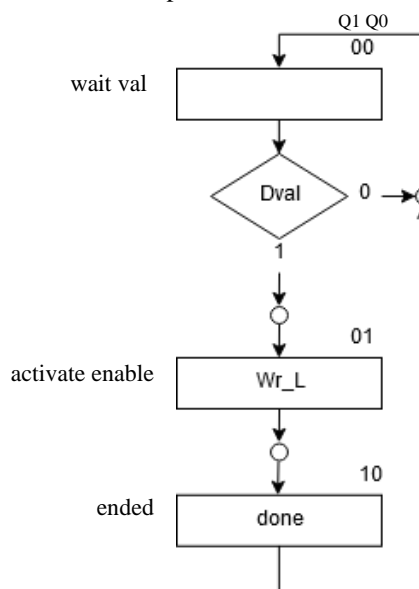 Q1 Q0
00
wait val
Dval
0
1
01
activate enable
Wr_L
10
ended
done